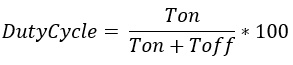 DutyCycle = Ton / Ton + Toff * 100